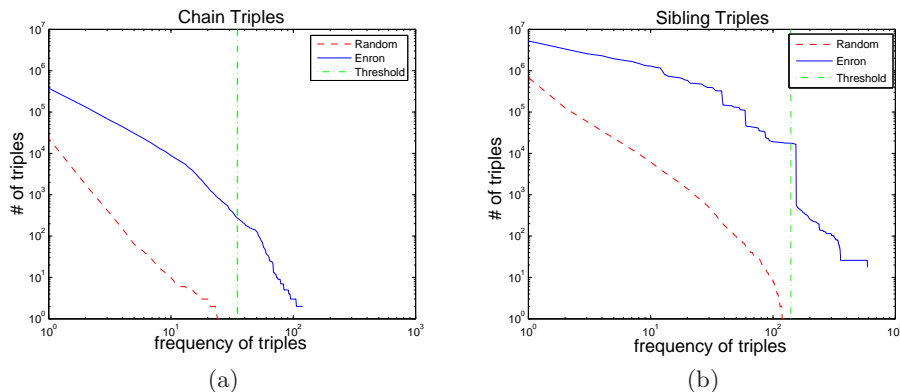 Chain Triples
10^7
10^6
10^5
10^4
10^3
10^2
10^1
10^0
# of triples
Random
Enron
Threshold
10^0 10^1 10^2 10^3
frequency of triples
(a)
Sibling Triples
10^7
10^6
10^5
10^4
10^3
10^2
10^1
10^0
# of triples
Random
Enron
Threshold
10^0 10^1 10^2
frequency of triples
(b)